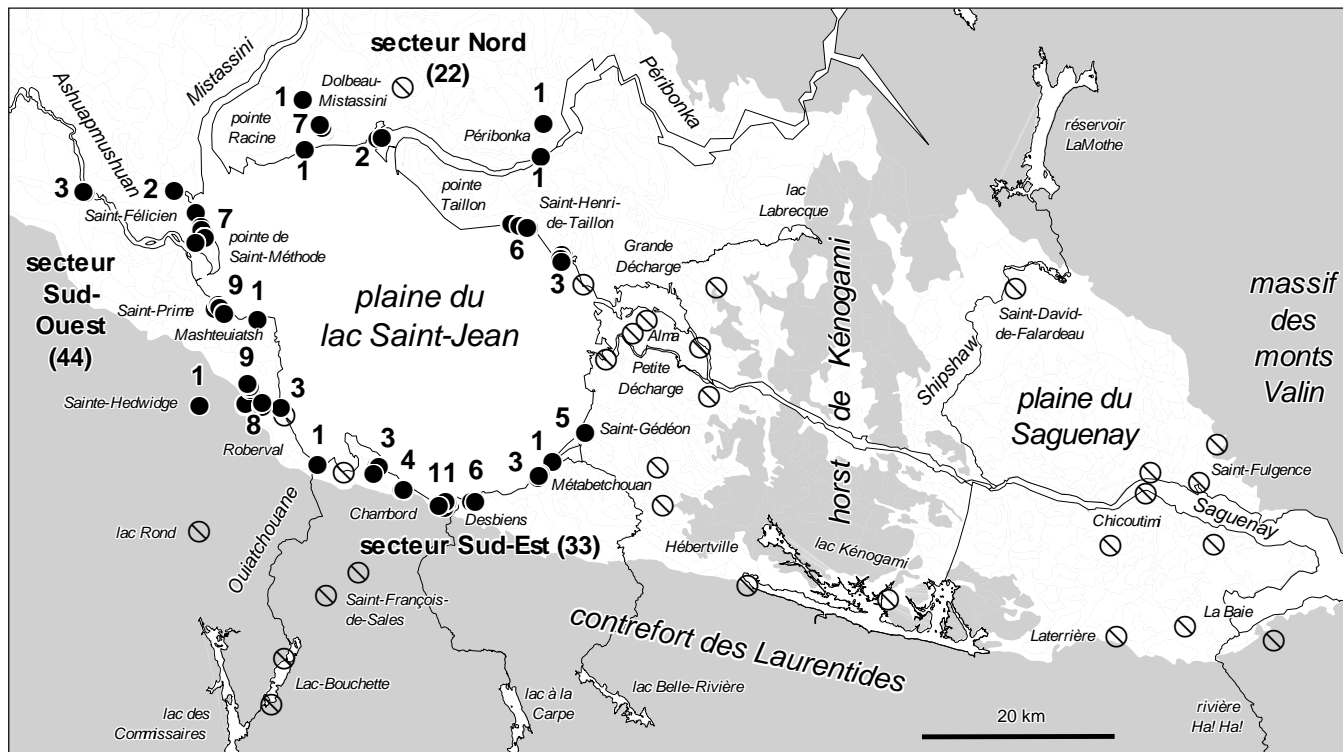 secteur Nord
(22)
Mistassini
Ashuapmushuan
Dolbeau-
Mistassini
1
pointe
Racine
7
1
2
1
Péribonka
1
Péribonka
réservoir
LaMothe
3
2
Saint-Félicien
7
pointe de
Saint-Méthode
pointe
Taillon
Saint-Henri-
de-Taillon
6
3
lac
Labrecque
Grande
Décharge
secteur
Sud-
Ouest
(44)
9
1
Saint-Prime
Mashteuiatsh
plaine du
lac Saint-Jean
Alma
Petite
Décharge
horst de Kénogami
Shipshaw
Saint-David-
de-Falardeau
massif
des
monts
Valin
plaine du
Saguenay
9
1
3
Sainte-Hedwidge
8
Roberval
1
3
4
11
6
3
1
5
Saint-Gédéon
Métabetchouan
Chambord
Desbiens
secteur Sud-Est (33)
Saint-Fulgence
Chicoutimi
Saguenay
lac Rond
Ouiatchouane
Hébertville
lac Kénogami
Saint-François-
de-Sales
contrefort des Laurentides
Laterrière
La Baie
Lac-Bouchette
lac des
Commissaires
lac à la
Carpe
lac Belle-Rivière
20 km
rivière
Ha! Ha!